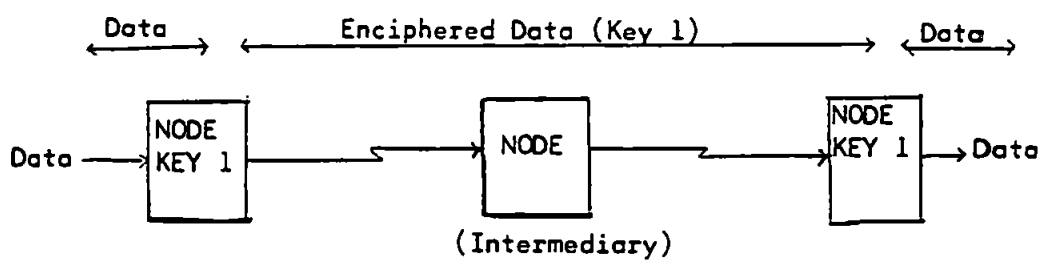 Data
Enciphered Data (Key 1)
Data
Data
NODE
KEY 1
NODE
NODE
KEY 1
Data
(Intermediary)